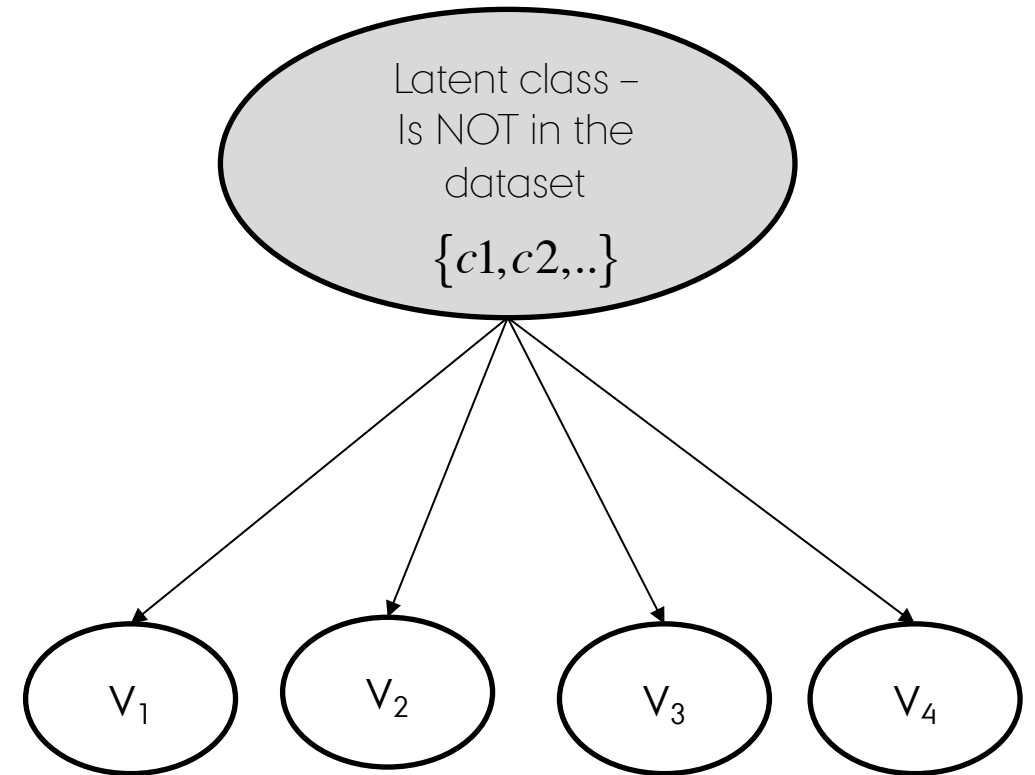 Latent class –
Is NOT in the
dataset
{c1,c2,..}
V₁
V₂
V₃
V₄